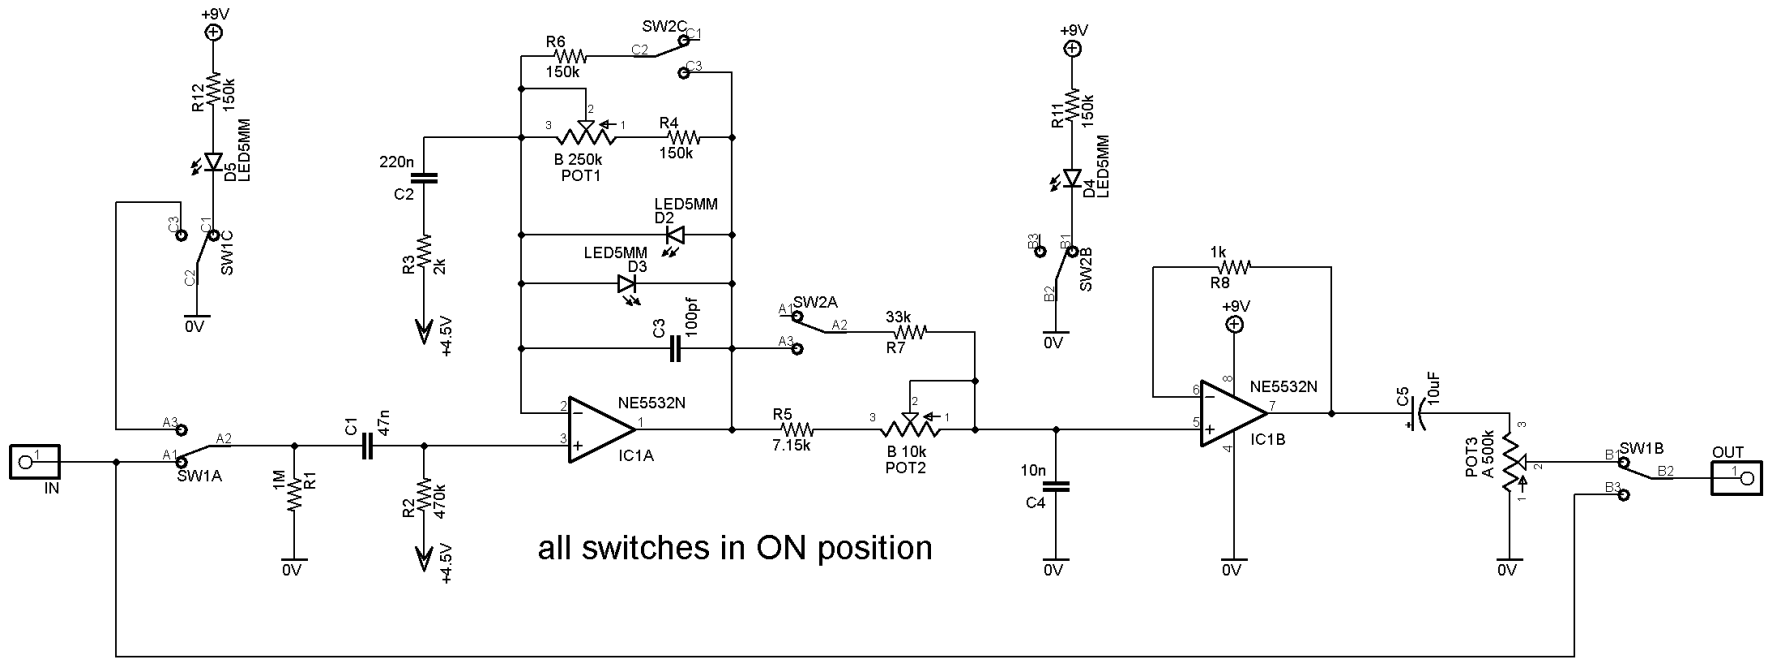 +9V
R12
150k
D5
LED5MM
C3
C1
C2
SW1C
0V
SW2C
C1
C2
C3
R6
150k
2
3
1
B 250k
POT1
R4
150k
220n
C2
R3
2k
+4.5V
LED5MM
D2
LED5MM
D3
C3
100pf
+9V
R11
150k
D4
LED5MM
B3
B1
B2
SW2B
0V
SW2A
A1
A2
A3
33k
R7
1k
R8
+9V
8
NE5532N
6
5
7
4
IC1B
0V
NE5532N
2
3
1
IC1A
R5
7.15k
3
2
1
B 10k
POT2
10n
C4
0V
C5
10uF
POT3
A 500k
3
2
1
0V
SW1B
B1
B2
B3
OUT
1
1
IN
A3
A2
A1
SW1A
1M
R1
0V
C1
47n
R2
470k
+4.5V
all switches in ON position